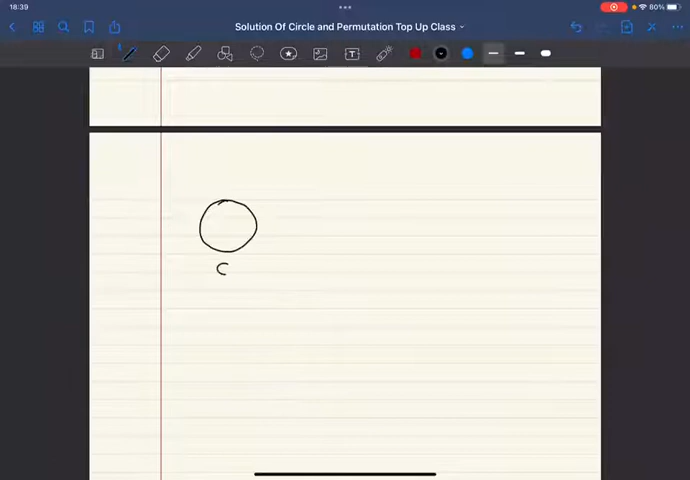 18:39
80%
Solution Of Circle and Permutation Top Up Class
T
C